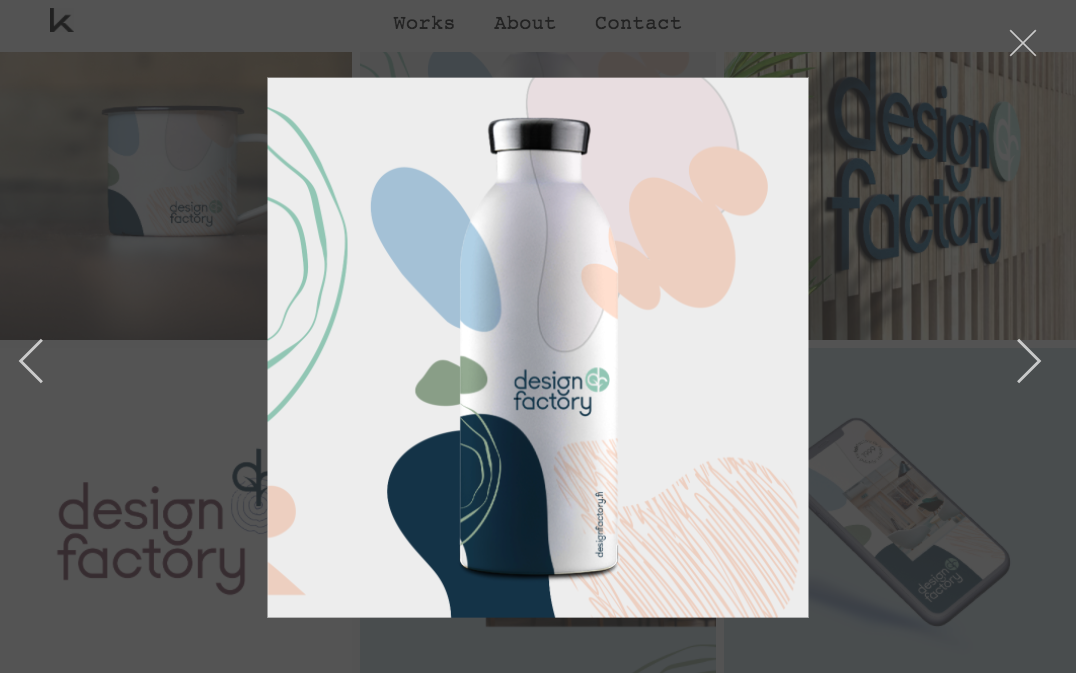 k
Works
About
Contact
design
factory
design
factory
design
factory
designfactory.fi
design
factory
design
factory